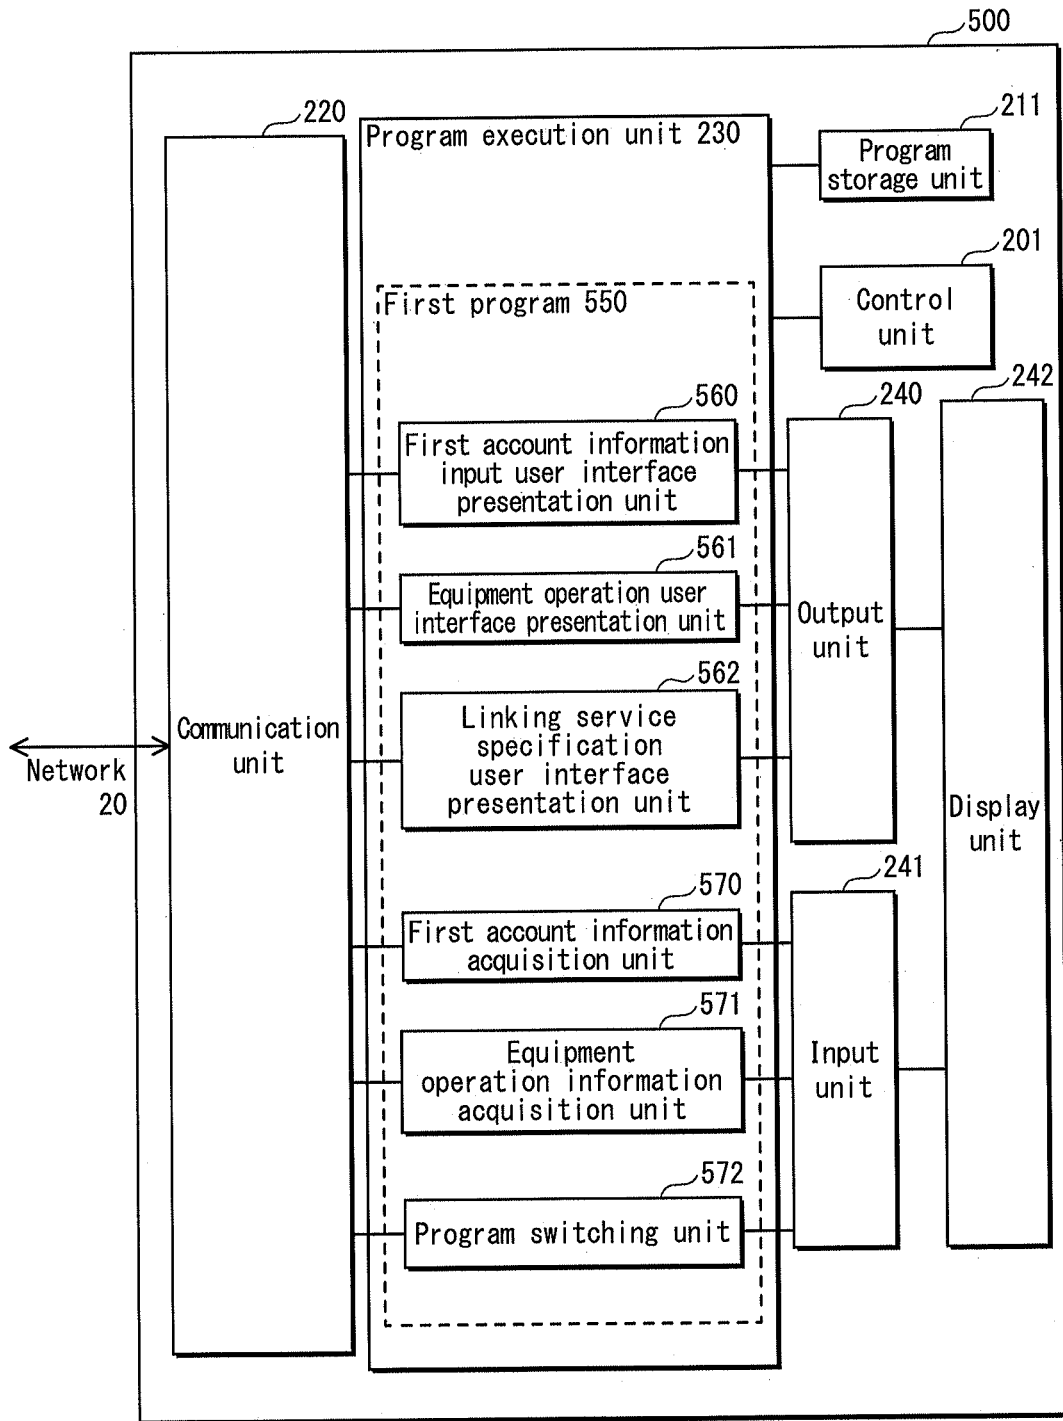 500
220
Program execution unit 230
211
Program
storage unit
201
Control
unit
First program 550
560
First account information
input user interface
presentation unit
240
242
561
Equipment operation user
interface presentation unit
Output
unit
562
Linking service
specification
user interface
presentation unit
Communication
unit
Network
20
Display
unit
570
First account information
acquisition unit
241
571
Equipment
operation information
acquisition unit
Input
unit
572
Program switching unit